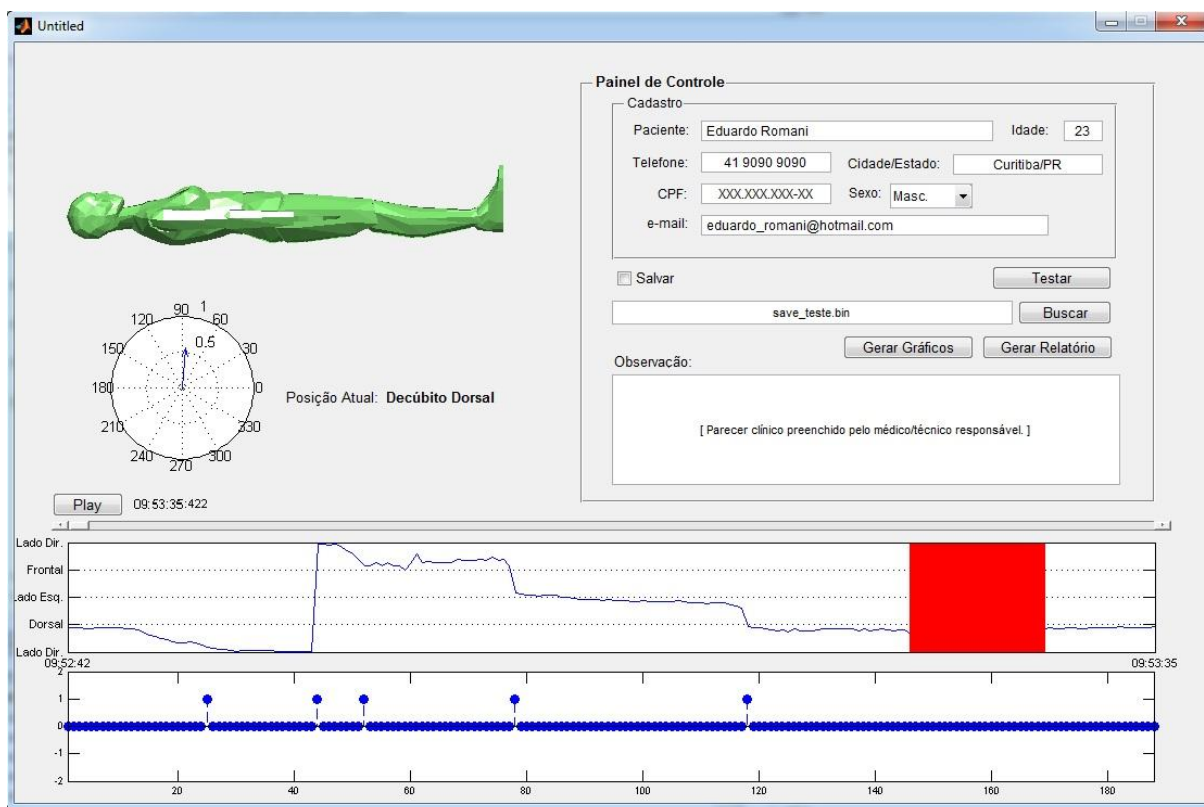 Untitled
Painel de Controle
Cadastro
Paciente: Eduardo Romani Idade: 23
Telefone: 41 9090 9090 Cidade/Estado: Curitiba/PR
CPF: XXX.XXX.XXX-XX Sexo: Masc.
e-mail: eduardo_romani@hotmail.com
Salvar Testar
save_teste.bin Buscar
Gerar Gráficos Gerar Relatório
Observação:
[ Parecer clínico preenchido pelo médico/técnico responsável. ]
90 1
120 60
0.5
150 30
180 0
210 330
240 300
270
Posição Atual: Decúbito Dorsal
Play 09:53:35:422
Lado Dir.
Frontal
ado Esq.
Dorsal
Lado Dir.
09:52:42 09:53:35
2
1
0
-1
-2
20 40 60 80 100 120 140 160 180